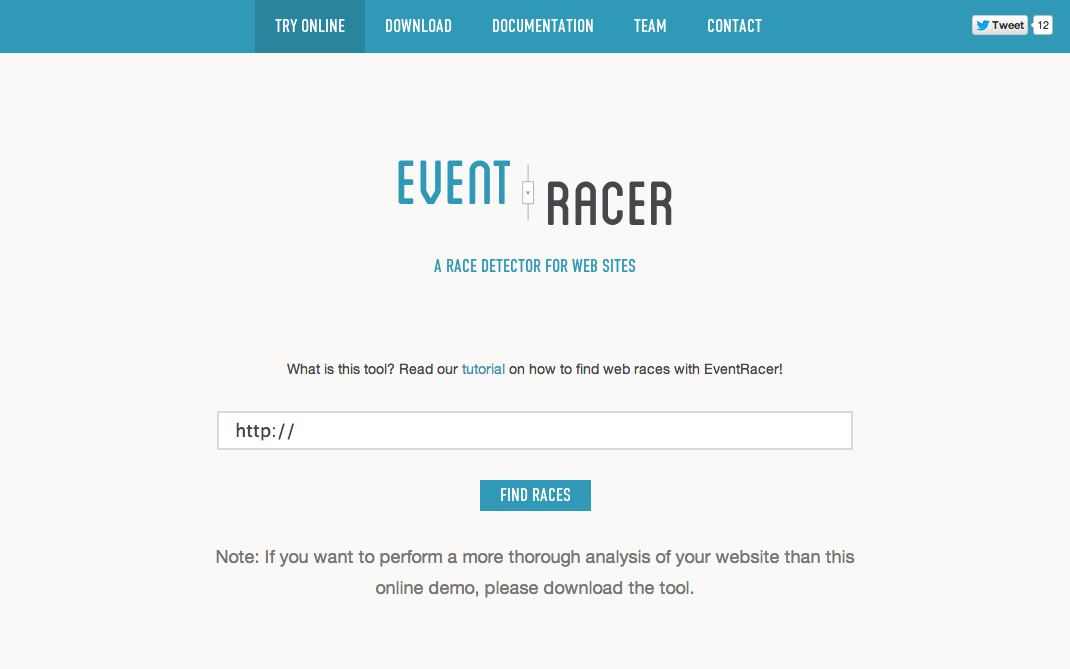 TRY ONLINE DOWNLOAD DOCUMENTATION TEAM CONTACT Tweet 12
EVENT RACER
A RACE DETECTOR FOR WEB SITES
What is this tool? Read our tutorial on how to find web races with EventRacer!
http://
FIND RACES
Note: If you want to perform a more thorough analysis of your website than this
online demo, please download the tool.